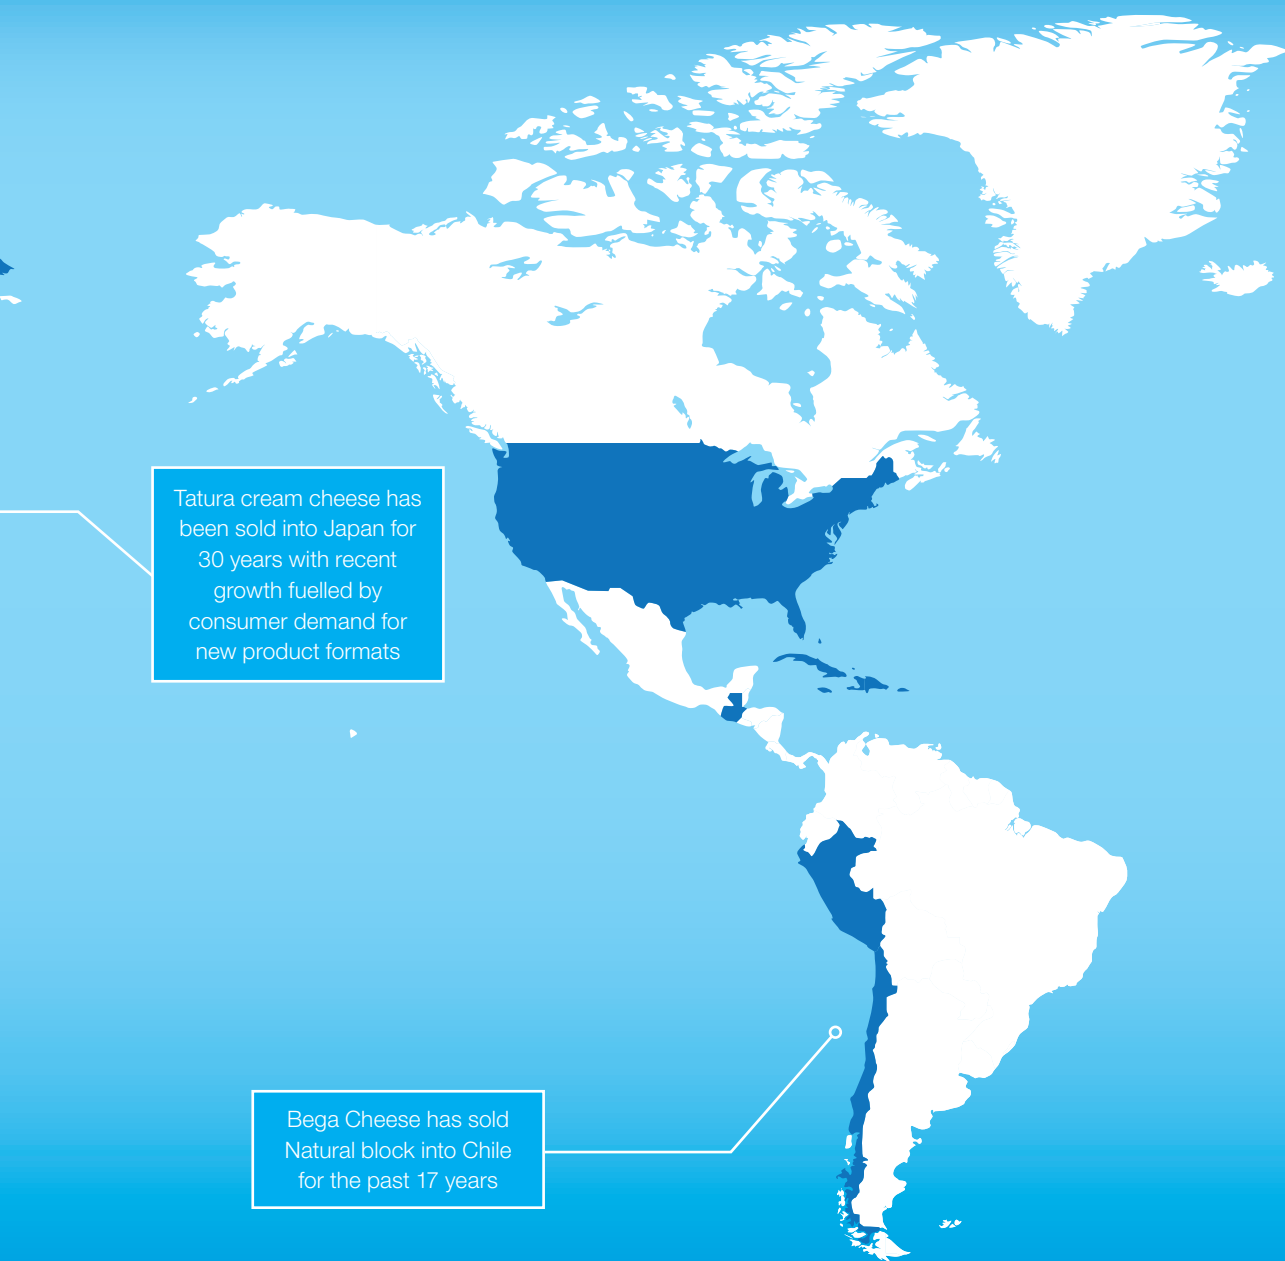 Tatura cream cheese has
been sold into Japan for
30 years with recent
growth fuelled by
consumer demand for
new product formats
Bega Cheese has sold
Natural block into Chile
for the past 17 years